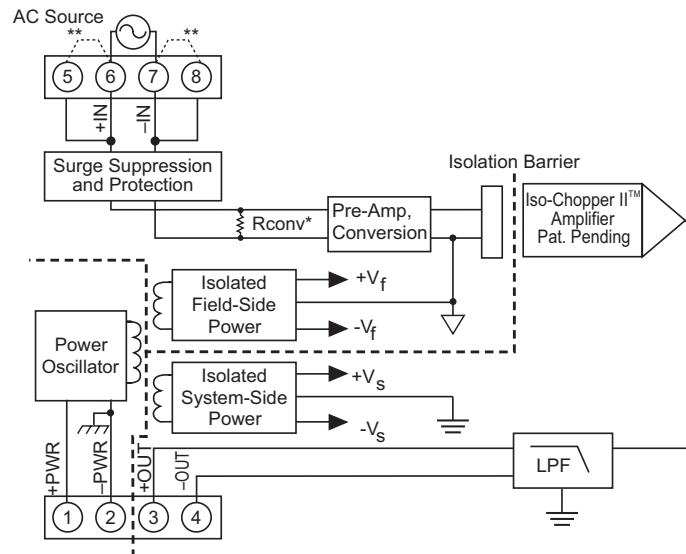 AC Source
** **
5 6 7 8
+IN –IN
Surge Suppression
and Protection
Isolation Barrier
Rconv*
Pre-Amp,
Conversion
Iso-Chopper II™
Amplifier
Pat. Pending
Isolated
Field-Side
Power
+Vf
-Vf
Power
Oscillator
Isolated
System-Side
Power
+Vs
-Vs
+PWR –PWR +OUT –OUT
LPF
1 2 3 4